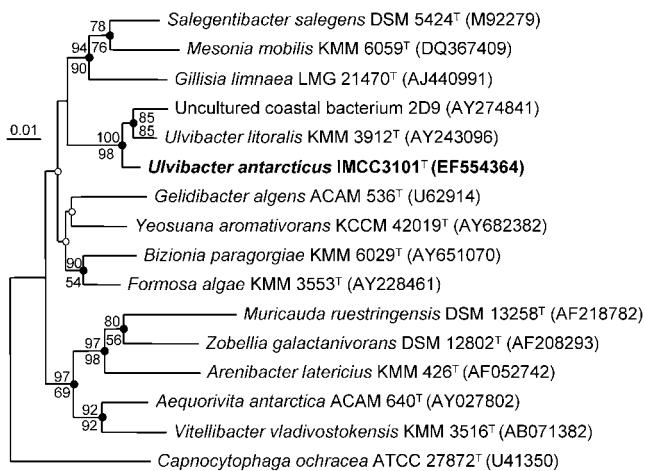 Salegentibacter salegens DSM 5424ᵀ (M92279)
78
76
Mesonia mobilis KMM 6059ᵀ (DQ367409)
94
90
Gillisia limnaea LMG 21470ᵀ (AJ440991)
Uncultured coastal bacterium 2D9 (AY274841)
85
85
0.01
Ulvibacter litoralis KMM 3912ᵀ (AY243096)
100
98
Ulvibacter antarcticus IMCC3101ᵀ (EF554364)
Gelidibacter algens ACAM 536ᵀ (U62914)
Yeosuana aromativorans KCCM 42019ᵀ (AY682382)
Bizionia paragorgiae KMM 6029ᵀ (AY651070)
90
54
Formosa algae KMM 3553ᵀ (AY228461)
Muricauda ruestringensis DSM 13258ᵀ (AF218782)
80
56
Zobellia galactanivorans DSM 12802ᵀ (AF208293)
97
98
Arenibacter latericius KMM 426ᵀ (AF052742)
97
69
Aequorivita antarctica ACAM 640ᵀ (AY027802)
92
92
Vitellibacter vladivostokensis KMM 3516ᵀ (AB071382)
Capnocytophaga ochracea ATCC 27872ᵀ (U41350)